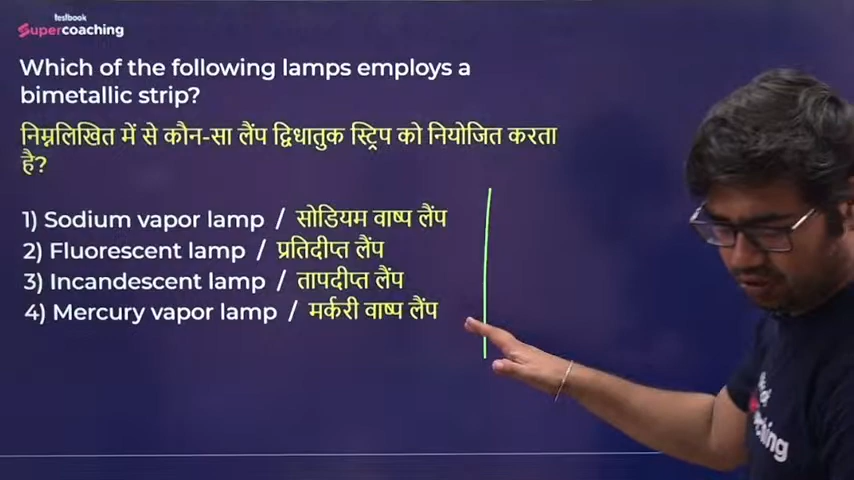 testbook
Supercoaching
Which of the following lamps employs a
bimetallic strip?
निम्नलिखित में से कौन-सा लैंप द्विधातुक स्ट्रिप को नियोजित करता
है?
1) Sodium vapor lamp / सोडियम वाष्प लैंप
2) Fluorescent lamp / प्रतिदीप्त लैंप
3) Incandescent lamp / तापदीप्त लैंप
4) Mercury vapor lamp / मर्करी वाष्प लैंप